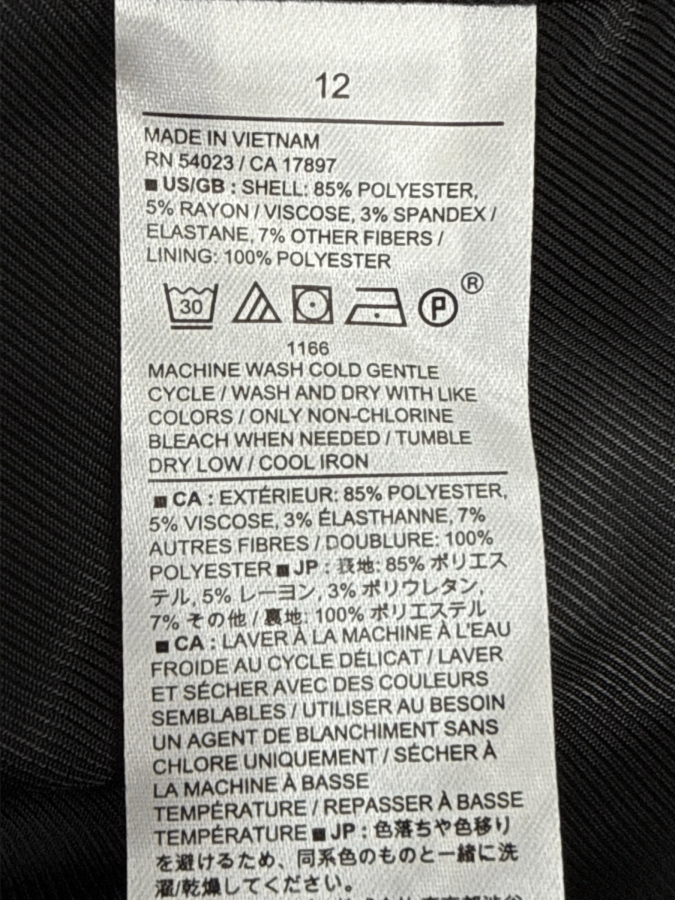 12
MADE IN VIETNAM
RN 54023 / CA 17897
■ US/GB : SHELL: 85% POLYESTER,
5% RAYON / VISCOSE, 3% SPANDEX /
ELASTANE, 7% OTHER FIBERS /
LINING: 100% POLYESTER
30 P ®
1166
MACHINE WASH COLD GENTLE
CYCLE / WASH AND DRY WITH LIKE
COLORS / ONLY NON-CHLORINE
BLEACH WHEN NEEDED / TUMBLE
DRY LOW / COOL IRON
■ CA : EXTÉRIEUR: 85% POLYESTER,
5% VISCOSE, 3% ÉLASTHANNE, 7%
AUTRES FIBRES / DOUBLURE: 100%
POLYESTER ■ JP : 表地: 85% ポリエス
テル, 5% レーヨン, 3% ポリウレタン,
7% その他 / 裏地: 100% ポリエステル
■ CA : LAVER À LA MACHINE À L'EAU
FROIDE AU CYCLE DÉLICAT / LAVER
ET SÉCHER AVEC DES COULEURS
SEMBLABLES / UTILISER AU BESOIN
UN AGENT DE BLANCHIMENT SANS
CHLORE UNIQUEMENT / SÉCHER À
LA MACHINE À BASSE
TEMPÉRATURE / REPASSER À BASSE
TEMPÉRATURE ■ JP : 色落ちや色移り
を避けるため、同系色のものと一緒に洗
濯/乾燥してください。